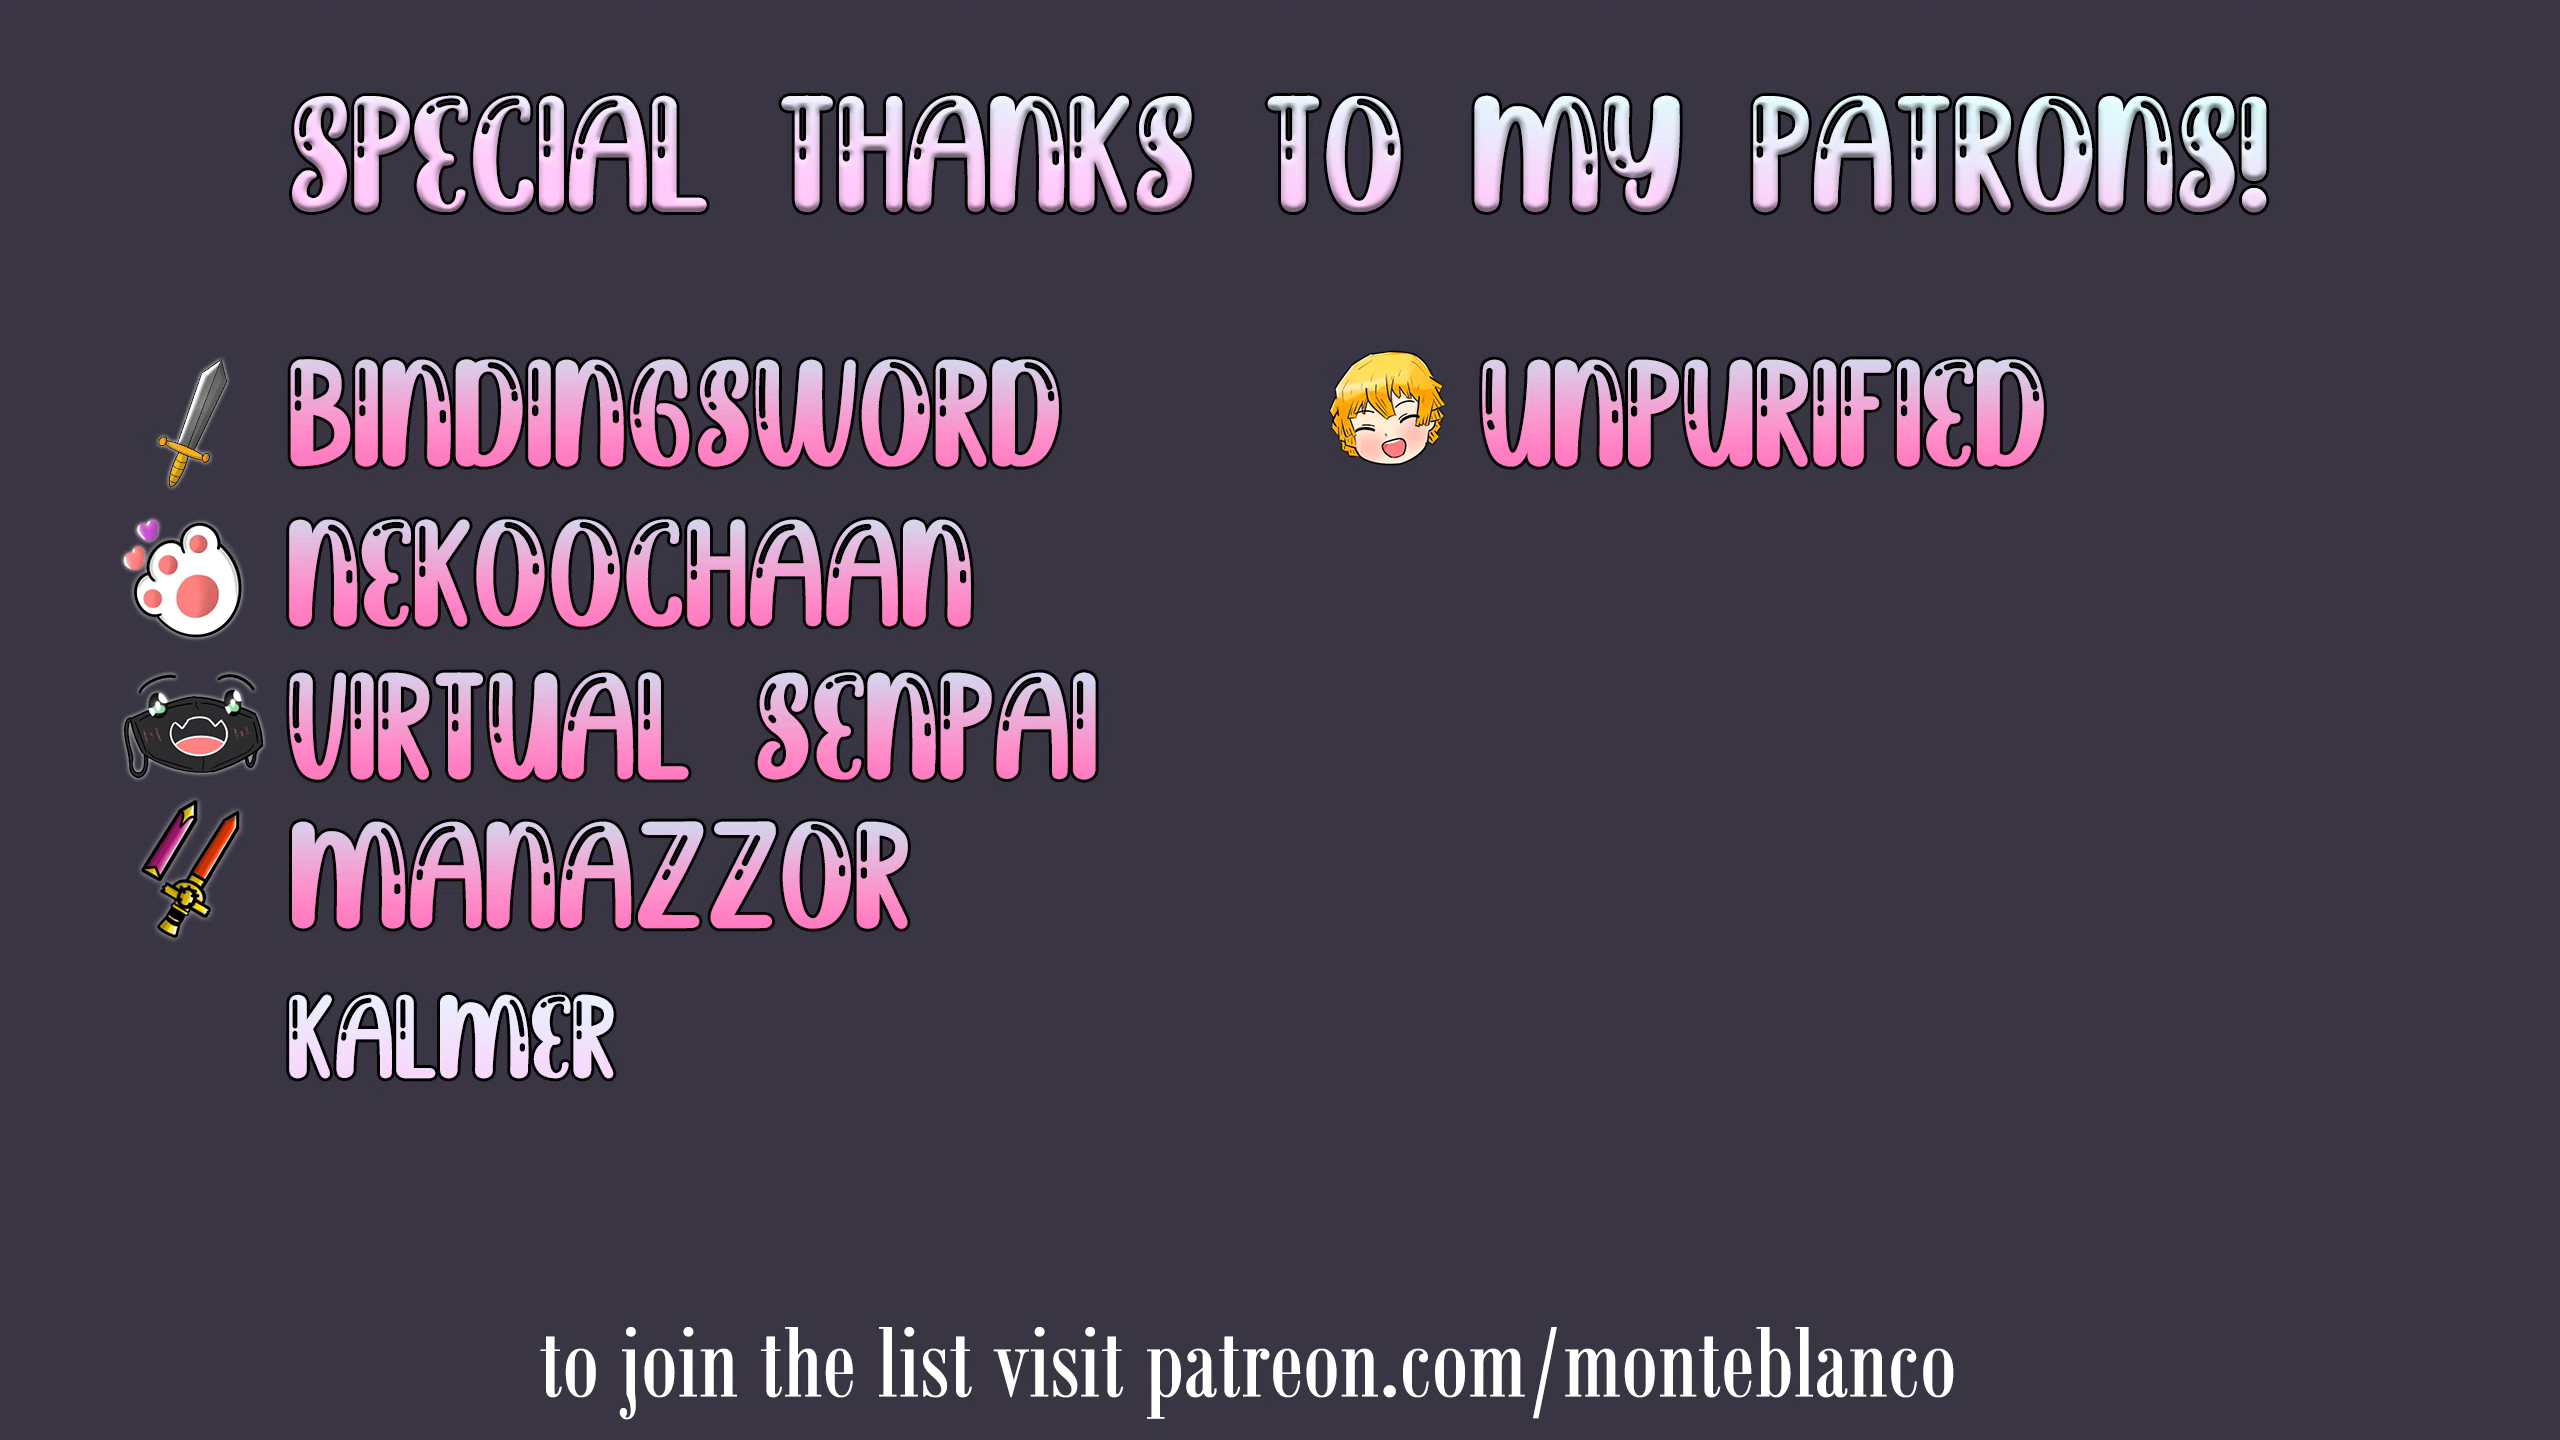 SPECIAL THANKS TO MY PATRONS!
BINDINGSWORD
UNPURIFIED
NEKOOCHAAN
VIRTUAL SENPAI
MANAZZOR
KALMER
to join the list visit patreon.com/monteblanco